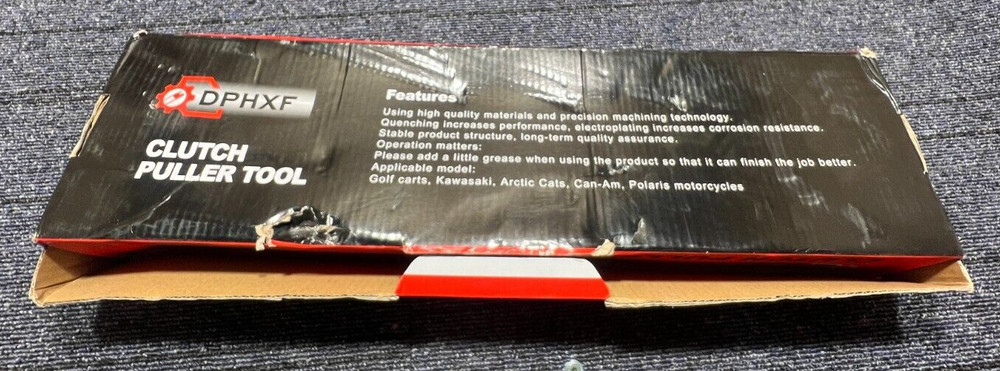 DPHXF
CLUTCH
PULLER TOOL
Features
Using high quality materials and precision machining technology.
Quenching increases performance, electroplating increases corrosion resistance.
Stable product structure, long-term quality assurance.
Operation matters:
Please add a little grease when using the product so that it can finish the job better.
Applicable model:
Golf carts, Kawasaki, Arctic Cats, Can-Am, Polaris motorcycles